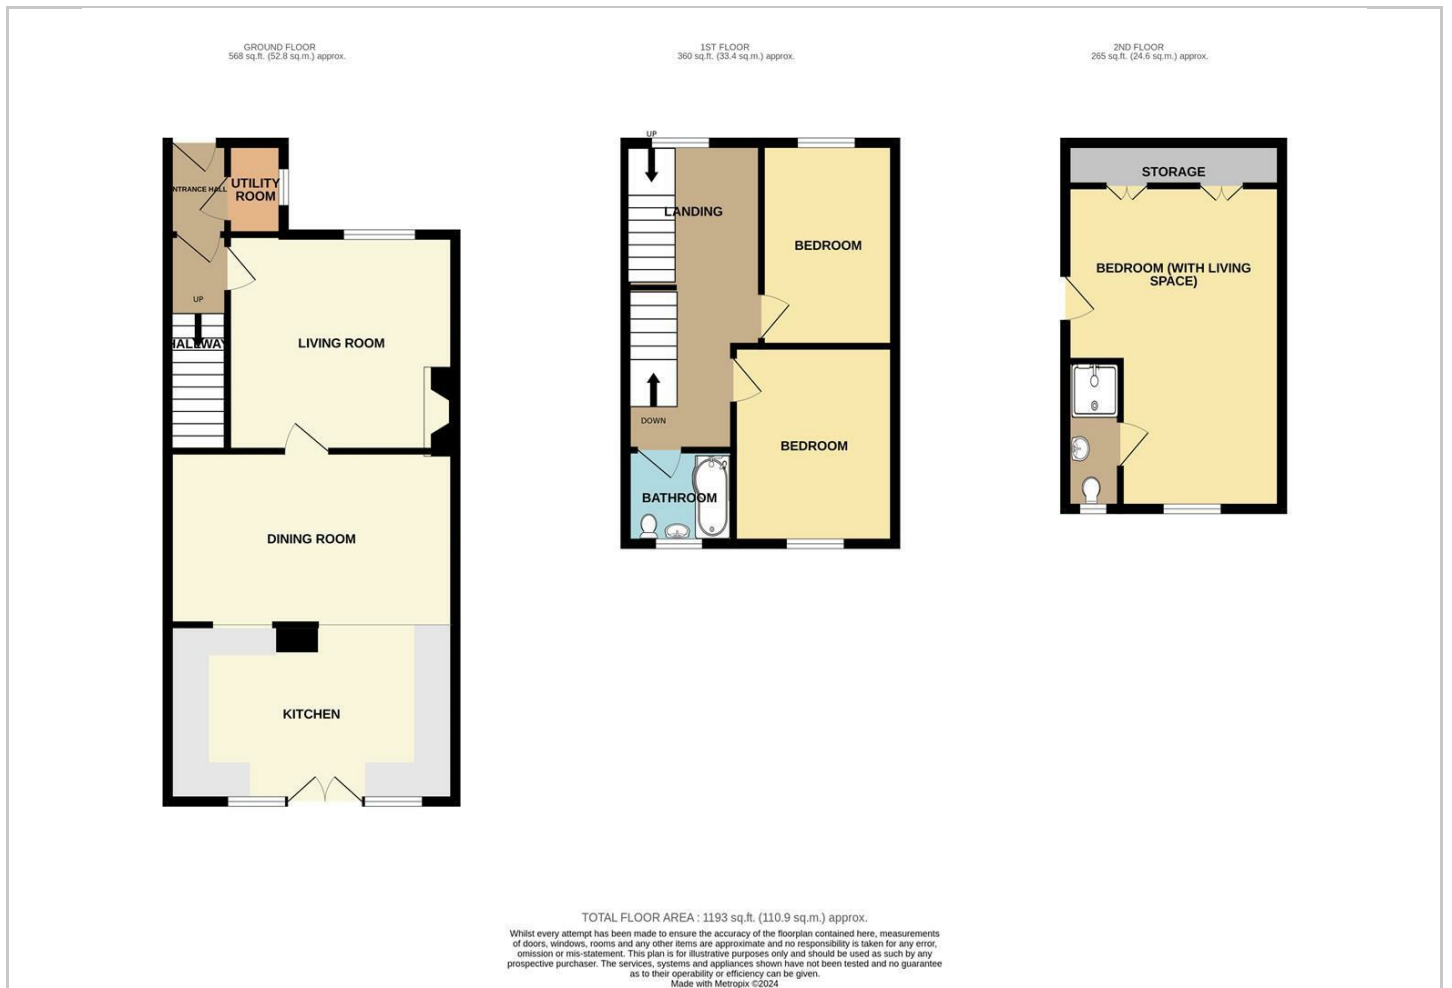 GROUND FLOOR
568 sq.ft. (52.8 sq.m.) approx.
1ST FLOOR
360 sq.ft. (33.4 sq.m.) approx.
2ND FLOOR
265 sq.ft. (24.6 sq.m.) approx.
NTRANCE HALL
UTILITY
ROOM
UP
HALLWAY
LIVING ROOM
DINING ROOM
KITCHEN
UP
LANDING
BEDROOM
DOWN
BEDROOM
BATHROOM
STORAGE
BEDROOM (WITH LIVING
SPACE)
TOTAL FLOOR AREA : 1193 sq.ft. (110.9 sq.m.) approx.
Whilst every attempt has been made to ensure the accuracy of the floorplan contained here, measurements
of doors, windows, rooms and any other items are approximate and no responsibility is taken for any error,
omission or mis-statement. This plan is for illustrative purposes only and should be used as such by any
prospective purchaser. The services, systems and appliances shown have not been tested and no guarantee
as to their operability or efficiency can be given.
Made with Metropix ©2024